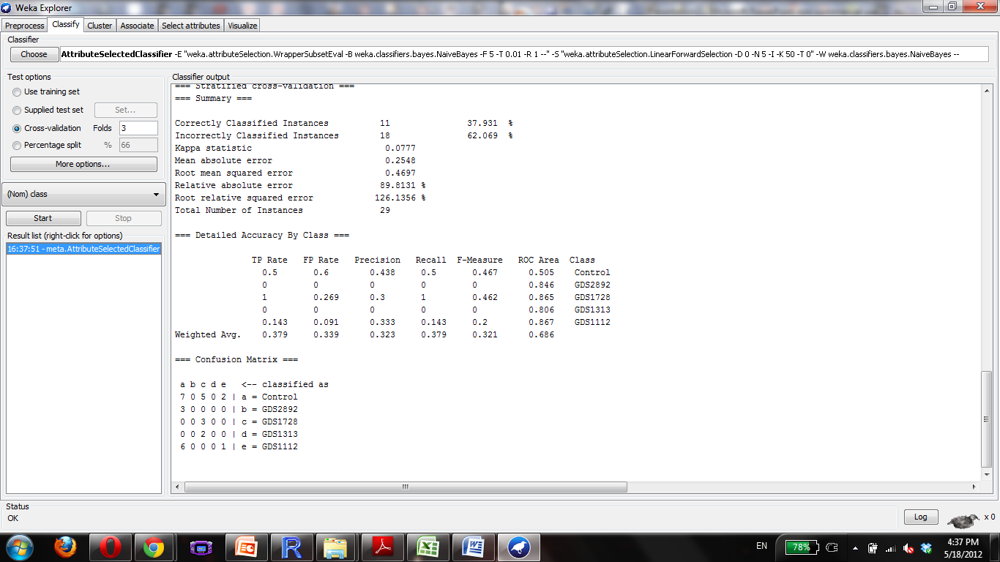 Weka Explorer
Preprocess Classify Cluster Associate Select attributes Visualize
Classifier
Choose AttributeSelectedClassifier -E "weka.attributeSelection.WrapperSubsetEval -B weka.classifiers.bayes.NaiveBayes -F 5 -T 0.01 -R 1 --" -S "weka.attributeSelection.LinearForwardSelection -D 0 -N 5 -I -K 50 -T 0" -W weka.classifiers.bayes.NaiveBayes --
Test options
Use training set
Supplied test set Set...
Cross-validation Folds 3
Percentage split % 66
More options...
(Nom) class
Start Stop
Result list (right-click for options)
16:37:51 - meta.AttributeSelectedClassifier
Classifier output
=== Stratified cross-validation ===
=== Summary ===
Correctly Classified Instances 11 37.931 %
Incorrectly Classified Instances 18 62.069 %
Kappa statistic 0.0777
Mean absolute error 0.2548
Root mean squared error 0.4697
Relative absolute error 89.8131 %
Root relative squared error 126.1356 %
Total Number of Instances 29
=== Detailed Accuracy By Class ===
TP Rate FP Rate Precision Recall F-Measure ROC Area Class
0.5 0.6 0.438 0.5 0.467 0.505 Control
0 0 0 0 0 0.846 GDS2892
1 0.269 0.3 1 0.462 0.865 GDS1728
0 0 0 0 0 0.806 GDS1313
0.143 0.091 0.333 0.143 0.2 0.867 GDS1112
Weighted Avg. 0.379 0.339 0.323 0.379 0.321 0.686
=== Confusion Matrix ===
a b c d e <-- classified as
7 0 5 0 2 | a = Control
3 0 0 0 0 | b = GDS2892
0 0 3 0 0 | c = GDS1728
0 0 2 0 0 | d = GDS1313
6 0 0 0 1 | e = GDS1112
Status
OK
Log x 0
EN 78% 4:37 PM
5/18/2012